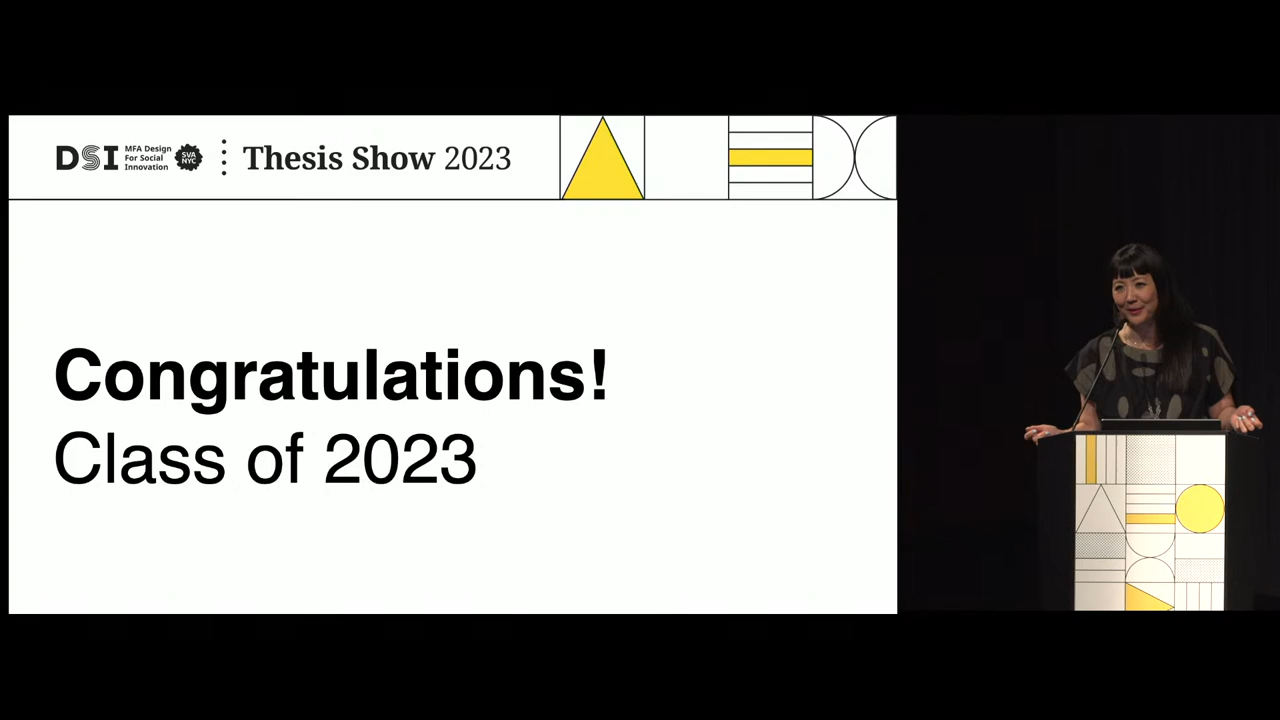 DSI
MFA Design
For Social
Innovation
SVA
NYC
Thesis Show 2023
Congratulations!
Class of 2023